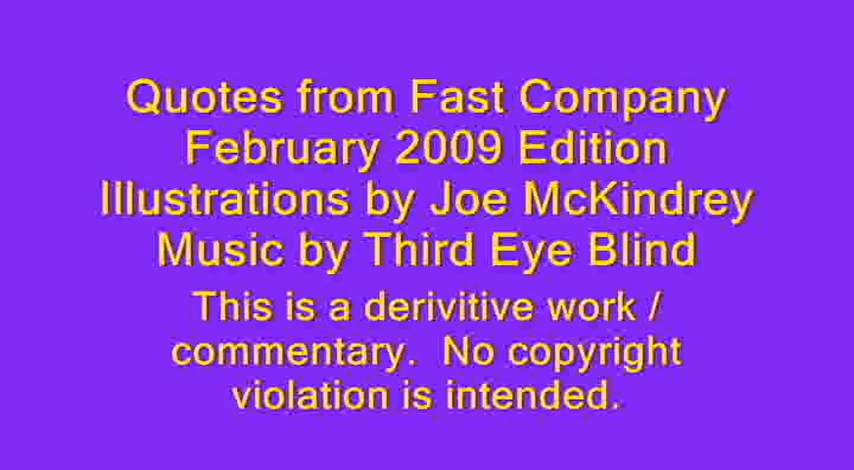 Quotes from Fast Company
February 2009 Edition
Illustrations by Joe McKindrey
Music by Third Eye Blind
This is a derivitive work /
commentary.  No copyright
violation is intended.